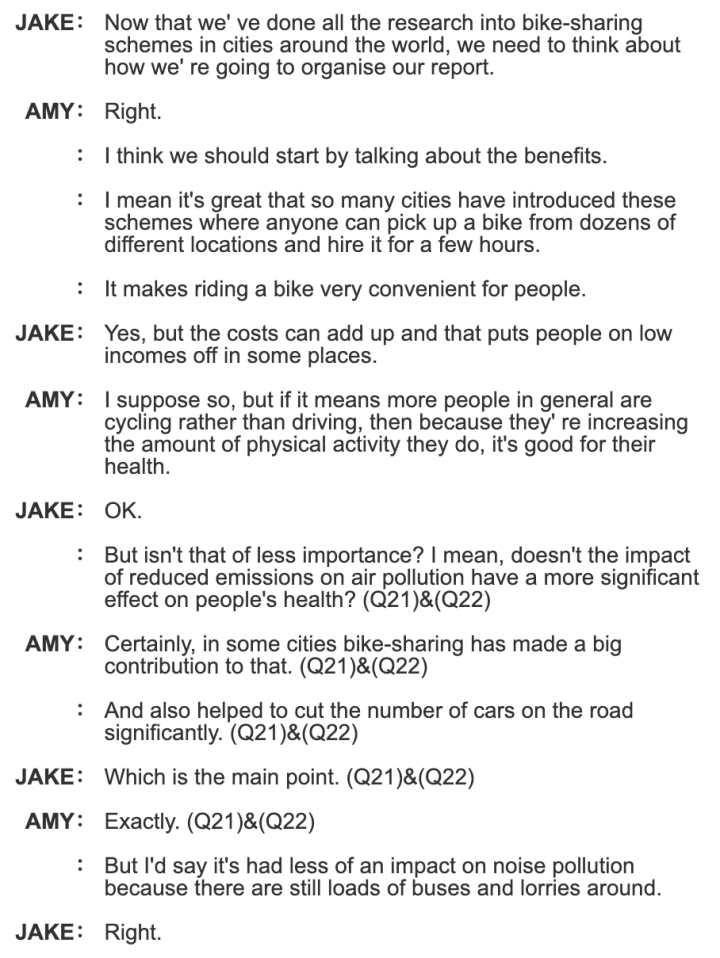 JAKE: Now that we' ve done all the research into bike-sharing
schemes in cities around the world, we need to think about
how we' re going to organise our report.
AMY: Right.
: I think we should start by talking about the benefits.
: I mean it's great that so many cities have introduced these
schemes where anyone can pick up a bike from dozens of
different locations and hire it for a few hours.
: It makes riding a bike very convenient for people.
JAKE: Yes, but the costs can add up and that puts people on low
incomes off in some places.
AMY: I suppose so, but if it means more people in general are
cycling rather than driving, then because they' re increasing
the amount of physical activity they do, it's good for their
health.
JAKE: OK.
: But isn't that of less importance? I mean, doesn't the impact
of reduced emissions on air pollution have a more significant
effect on people's health? (Q21)&(Q22)
AMY: Certainly, in some cities bike-sharing has made a big
contribution to that. (Q21)&(Q22)
: And also helped to cut the number of cars on the road
significantly. (Q21)&(Q22)
JAKE: Which is the main point. (Q21)&(Q22)
AMY: Exactly. (Q21)&(Q22)
: But I'd say it's had less of an impact on noise pollution
because there are still loads of buses and lorries around.
JAKE: Right.